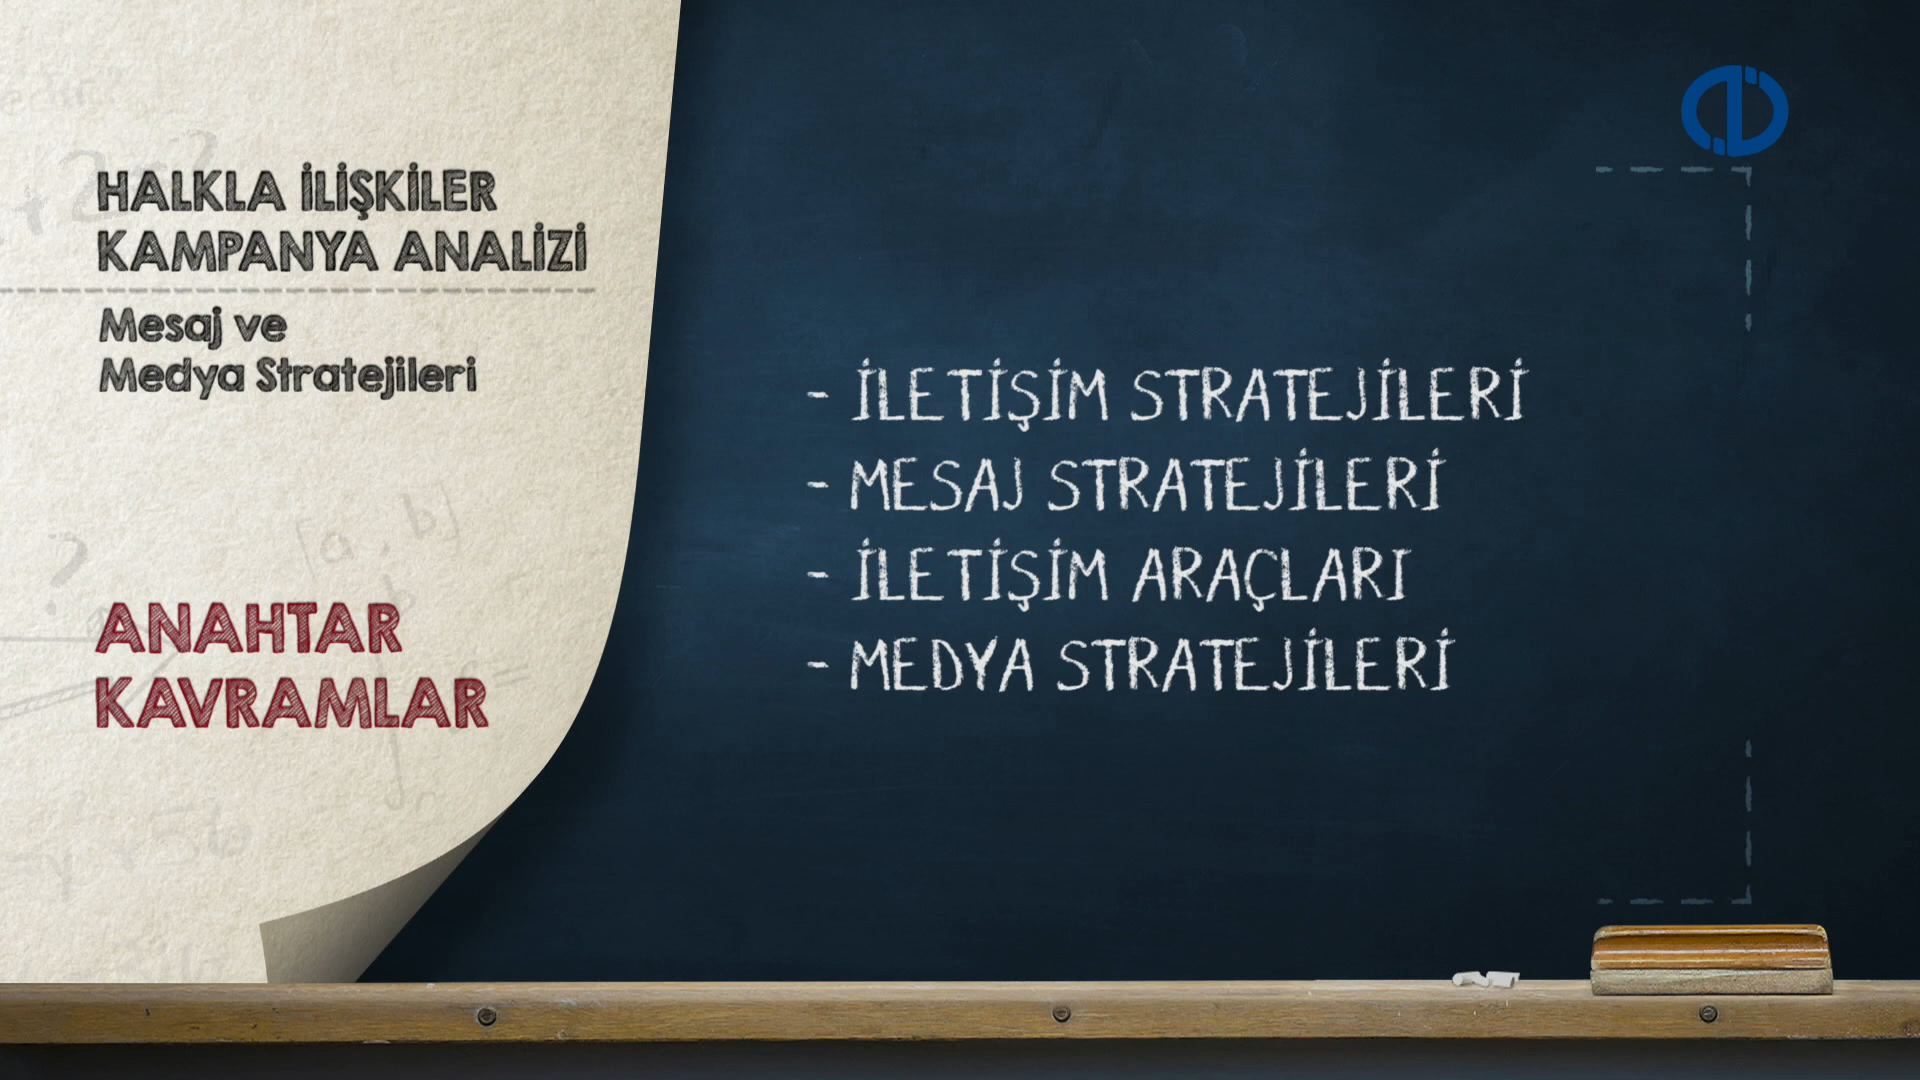 HALKLA İLİŞKİLER
KAMPANYA ANALİZİ
Mesaj ve
Medya Stratejileri
ANAHTAR
KAVRAMLAR
- İLETİŞİM STRATEJİLERİ
- MESAJ STRATEJİLERİ
- İLETİŞİM ARAÇLARI
- MEDYA STRATEJİLERİ